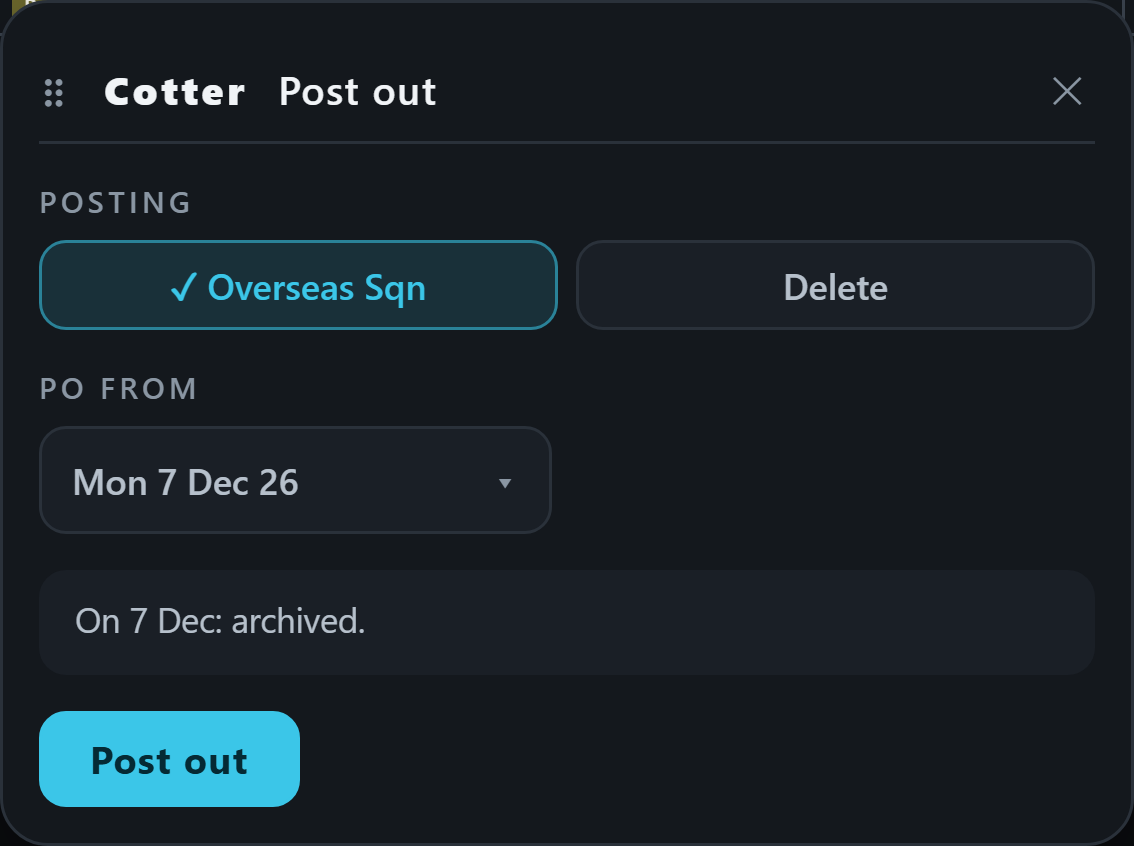 Cotter Post out
POSTING
✓ Overseas Sqn
Delete
PO FROM
Mon 7 Dec 26
On 7 Dec: archived.
Post out